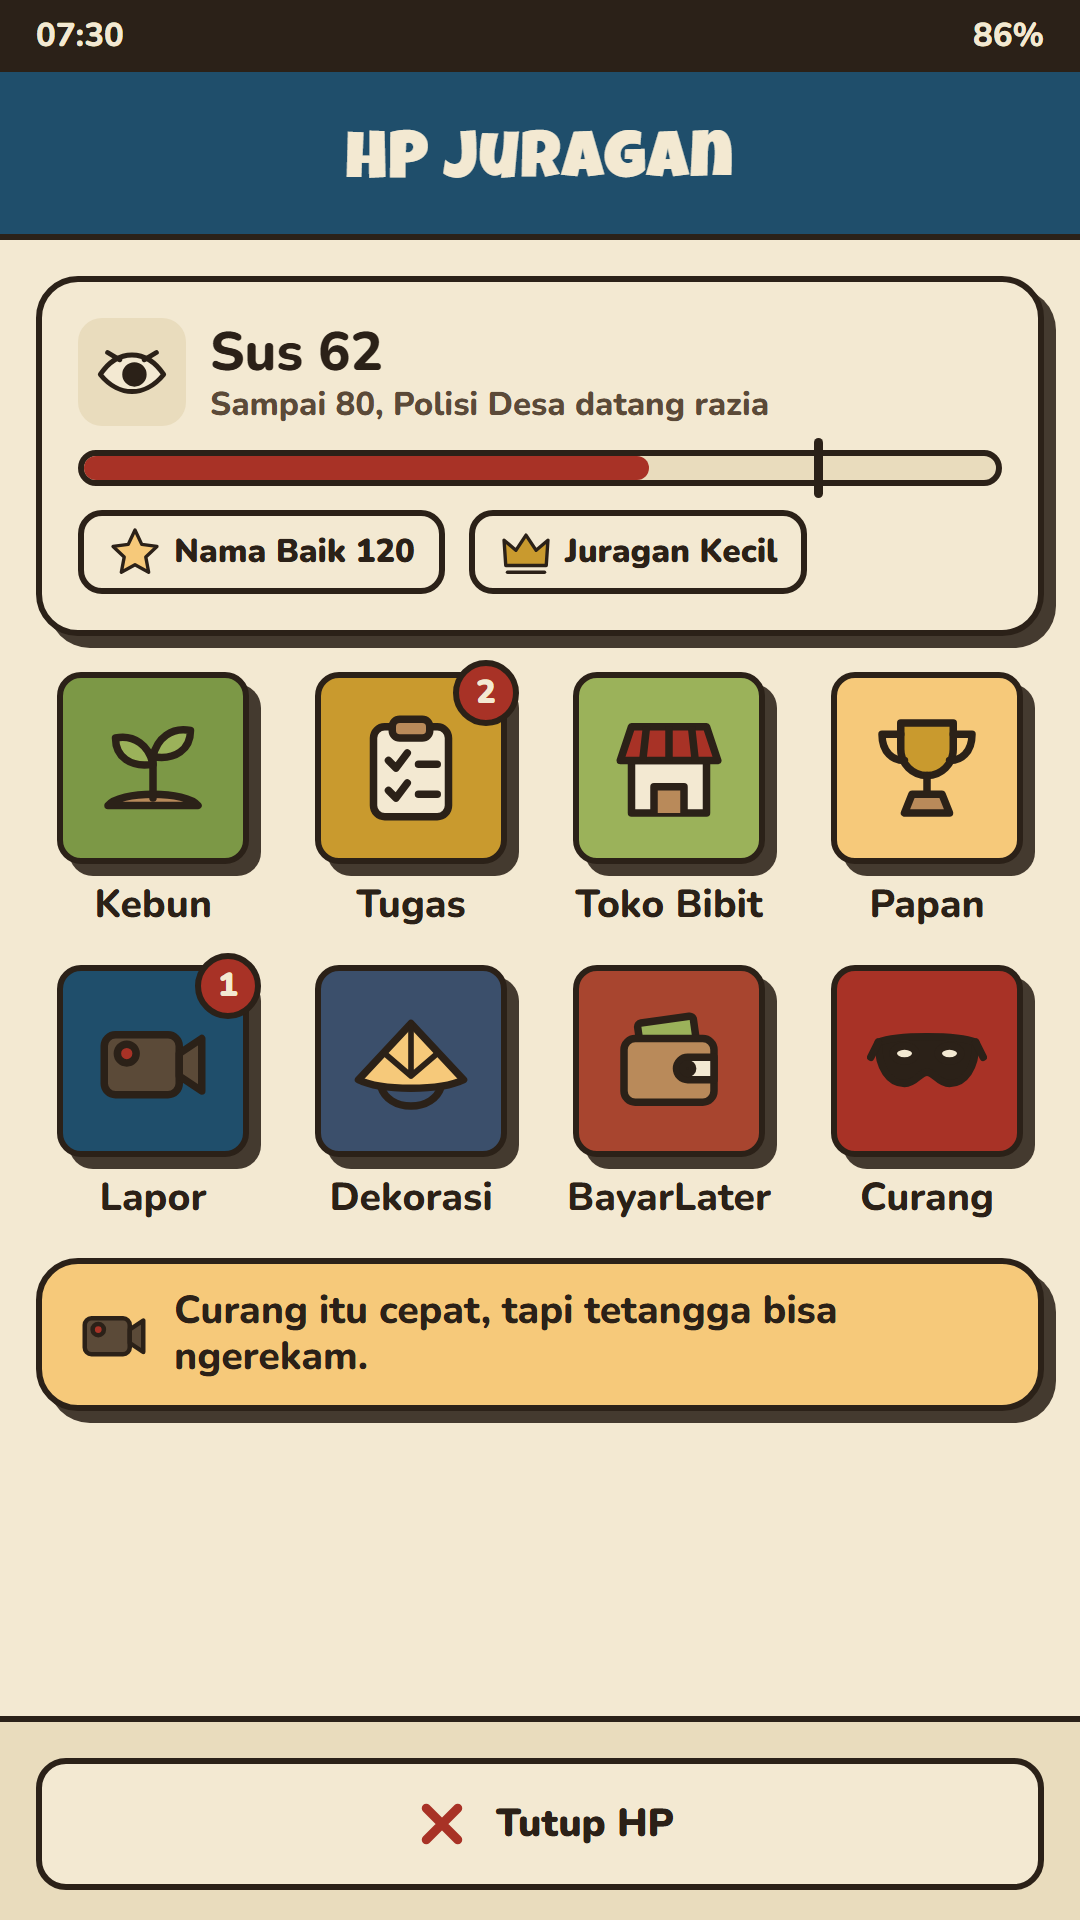 07:30 86%
HP JURAGAN
Sus 62
Sampai 80, Polisi Desa datang razia
Nama Baik 120 Juragan Kecil
2
Kebun Tugas Toko Bibit Papan
1
Lapor Dekorasi BayarLater Curang
Curang itu cepat, tapi tetangga bisa
ngerekam.
Tutup HP